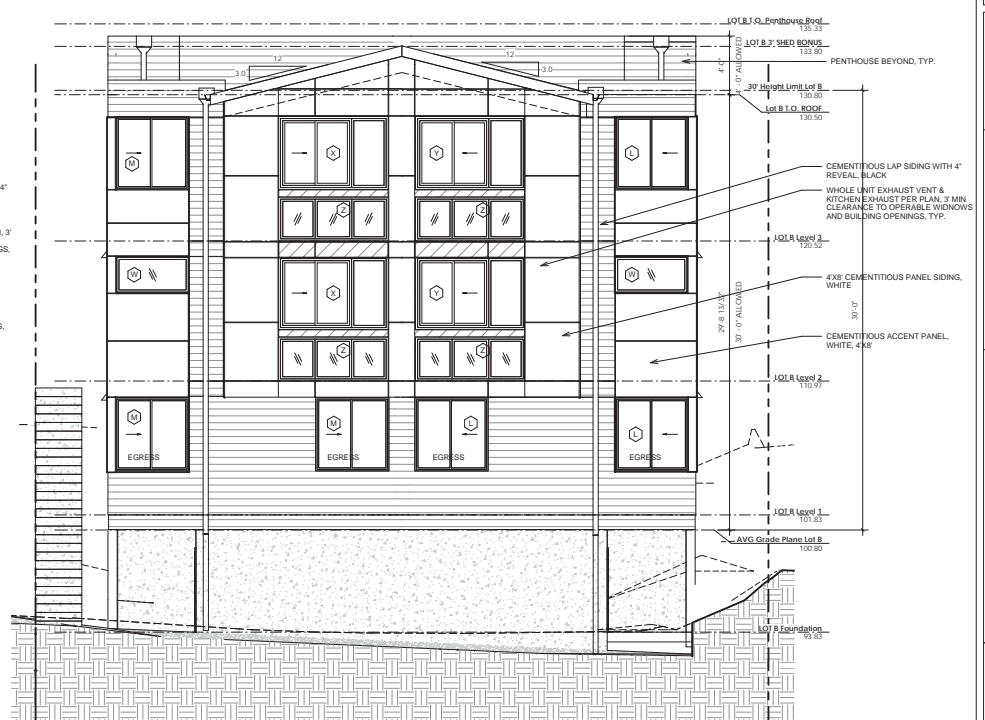 LOT B T.O. Penthouse Roof
135.33
LOT B 3' SHED BONUS
133.80
PENTHOUSE BEYOND, TYP.
12
3.0
12
3.0
4'-0"
ALLOWED
30' Height Limit Lot B
130.80
Lot B T.O. ROOF
130.50
M
X
Y
L
CEMENTITIOUS LAP SIDING WITH 4"
REVEAL, BLACK
WHOLE UNIT EXHAUST VENT &
KITCHEN EXHAUST PER PLAN, 3' MIN
CLEARANCE TO OPERABLE WIDNOWS
AND BUILDING OPENINGS, TYP.
4"
, 3'
GS,
S,
Z
Z
LOT B Level 3
120.52
W
X
Y
W
4'X8' CEMENTITIOUS PANEL SIDING,
WHITE
29'-8 13/32"
30' - 0" ALLOWED
30'-0"
Z
Z
CEMENTITIOUS ACCENT PANEL,
WHITE, 4'X8'
LOT B Level 2
110.97
M
M
L
L
EGRESS
EGRESS
EGRESS
EGRESS
LOT B Level 1
101.83
AVG Grade Plane Lot B
100.80
LOT B Foundation
93.83